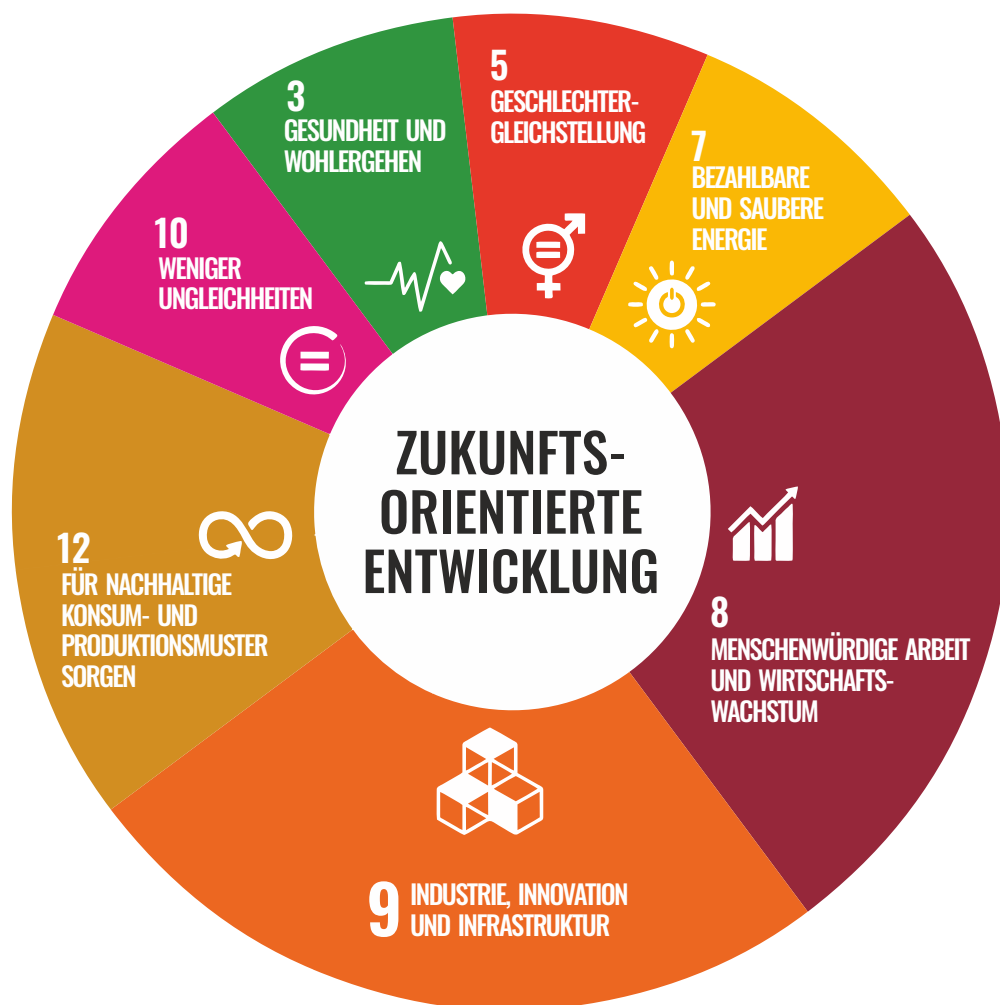 ZUKUNFTS-
ORIENTIERTE
ENTWICKLUNG
3
GESUNDHEIT UND
WOHLERGEHEN
5
GESCHLECHTER-
GLEICHSTELLUNG
7
BEZAHLBARE
UND SAUBERE
ENERGIE
8
MENSCHENWÜRDIGE ARBEIT
UND WIRTSCHAFTS-
WACHSTUM
9
INDUSTRIE, INNOVATION
UND INFRASTRUKTUR
12
FÜR NACHHALTIGE
KONSUM- UND
PRODUKTIONSMUSTER
SORGEN
10
WENIGER
UNGLEICHHEITEN